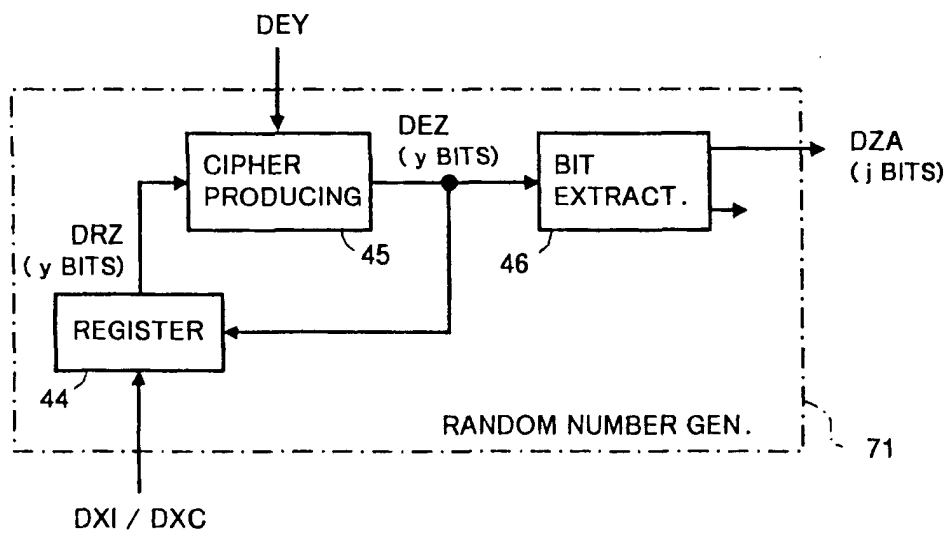 DEY
CIPHER
PRODUCING
45
DEZ
( y BITS)
BIT
EXTRACT.
46
DZA
( j BITS)
DRZ
( y BITS)
REGISTER
44
RANDOM NUMBER GEN.
71
DXI / DXC